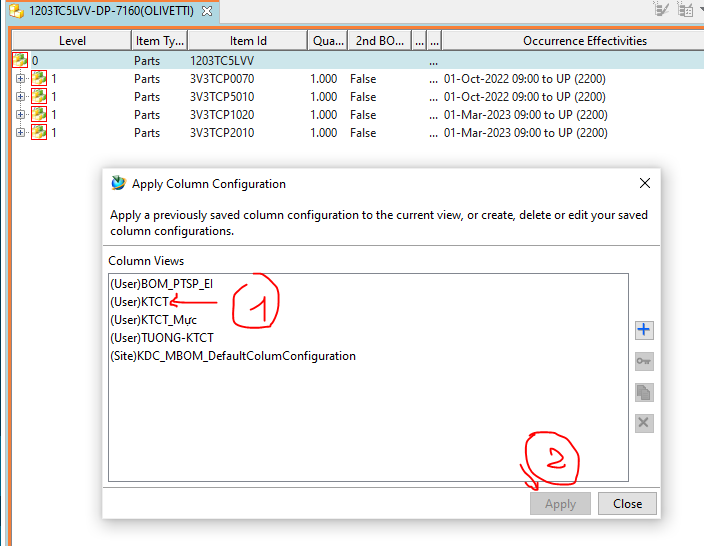 1203TC5LVV-DP-7160(OLIVETTI)
Level Item Ty... Item Id Qua... 2nd BO... ... ... Occurrence Effectivities
0 Parts 1203TC5LVV ...
1 Parts 3V3TCP0070 1.000 False ... 01-Oct-2022 09:00 to UP (2200)
1 Parts 3V3TCP5010 1.000 False ... 01-Oct-2022 09:00 to UP (2200)
1 Parts 3V3TCP1020 1.000 False ... 01-Mar-2023 09:00 to UP (2200)
1 Parts 3V3TCP2010 1.000 False ... 01-Mar-2023 09:00 to UP (2200)
Apply Column Configuration
Apply a previously saved column configuration to the current view, or create, delete or edit your saved
column configurations.
Column Views
(User)BOM_PTSP_EI
(User)KTCT 1
(User)KTCT_Mực
(User)TUONG-KTCT
(Site)KDC_MBOM_DefaultColumConfiguration
2
Apply Close